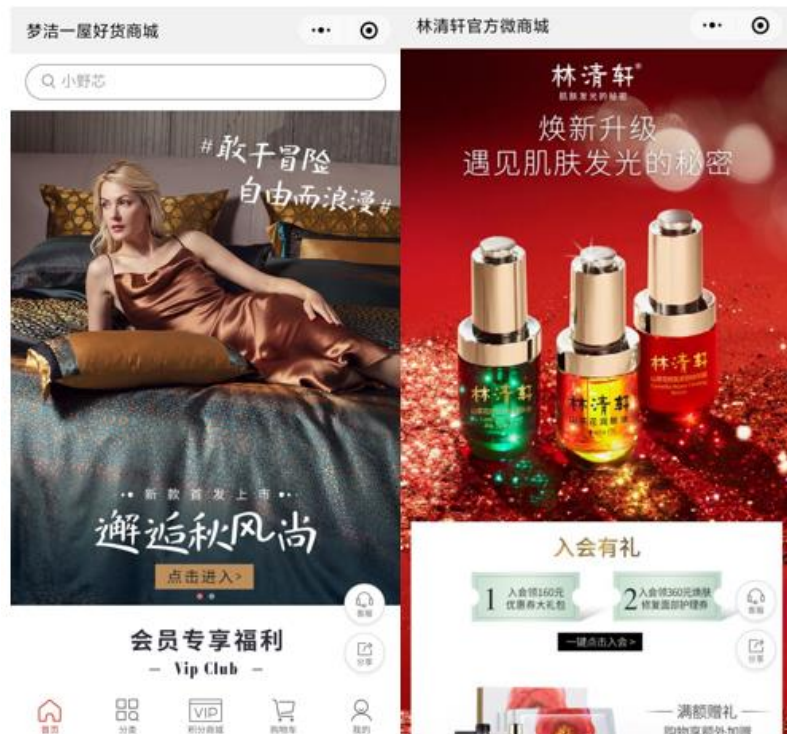 梦洁一屋好货商城
小野芯
#敢于冒险
自由而浪漫#
新款首发上市
邂逅秋风尚
点击进入>
客服
会员专享福利
Vip Club
分享
VIP
首页
分类
积分商城
购物车
我的
林清轩官方微商城
林清轩®
肌肤发光的秘密
焕新升级
遇见肌肤发光的秘密
林清轩
林清轩
林清轩
入会有礼
1 入会领160元
优惠券大礼包
2 入会领360元焕肤
修复面部护理券
客服
一键点击入会>
分享
满额赠礼
购物享额外加赠